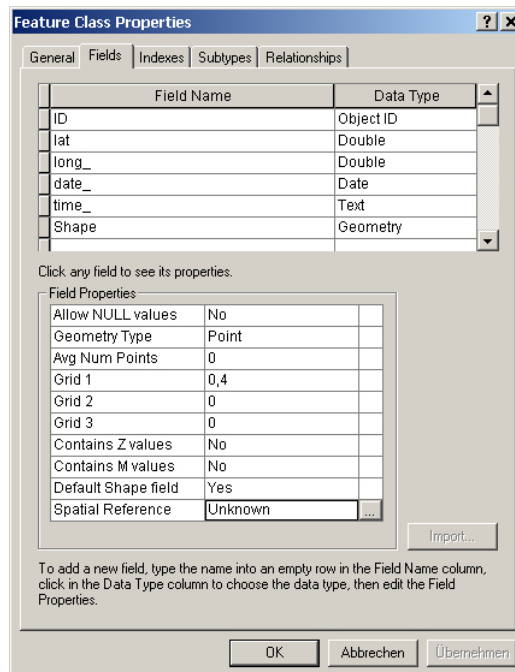 Feature Class Properties
General Fields Indexes Subtypes Relationships
Field Name Data Type
ID Object ID
lat Double
long_ Double
date_ Date
time_ Text
Shape Geometry
Click any field to see its properties.
Field Properties
Allow NULL values No
Geometry Type Point
Avg Num Points 0
Grid 1 0,4
Grid 2 0
Grid 3 0
Contains Z values No
Contains M values No
Default Shape field Yes
Spatial Reference Unknown ...
Import...
To add a new field, type the name into an empty row in the Field Name column,
click in the Data Type column to choose the data type, then edit the Field
Properties.
OK Abbrechen Übernehmen